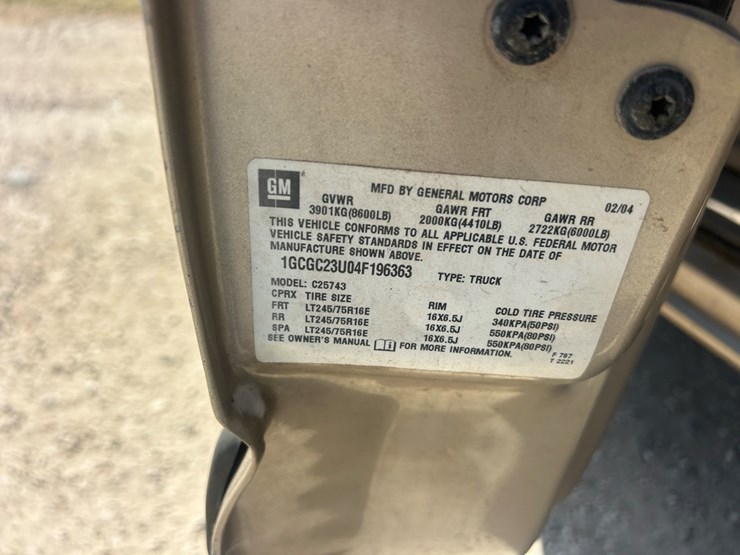 GM
MFD BY GENERAL MOTORS CORP 02/04
GVWR GAWR FRT GAWR RR
3901KG(8600LB) 2000KG(4410LB) 2722KG(6000LB)
THIS VEHICLE CONFORMS TO ALL APPLICABLE U.S. FEDERAL MOTOR
VEHICLE SAFETY STANDARDS IN EFFECT ON THE DATE OF
MANUFACTURE SHOWN ABOVE.
1GCGC23U04F196363 TYPE: TRUCK
MODEL: C25743
CPRX TIRE SIZE RIM COLD TIRE PRESSURE
FRT LT245/75R16E 16X6.5J 340KPA(50PSI)
RR LT245/75R16E 16X6.5J 550KPA(80PSI)
SPA LT245/75R16E 16X6.5J 550KPA(80PSI)
SEE OWNER'S MANUAL FOR MORE INFORMATION.
F 787
T 2221